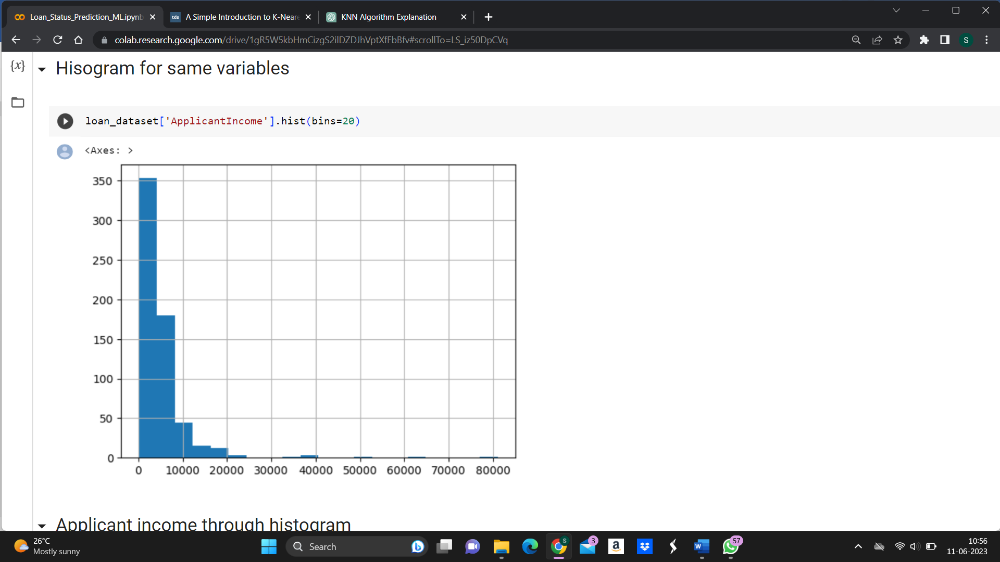 Loan_Status_Prediction_ML.ipynb
A Simple Introduction to K-Neare
KNN Algorithm Explanation
colab.research.google.com/drive/1gR5W5kbHmCizgS2ilDZDJhVptXfFbBfv#scrollTo=LS_iz50DpCVq
S
{x}
Hisogram for same variables
loan_dataset['ApplicantIncome'].hist(bins=20)
<Axes: >
350
300
250
200
150
100
50
0
0 10000 20000 30000 40000 50000 60000 70000 80000
Applicant income through histogram
26°C
Mostly sunny
Search
S
3
a
W
57
10:56
11-06-2023
tds